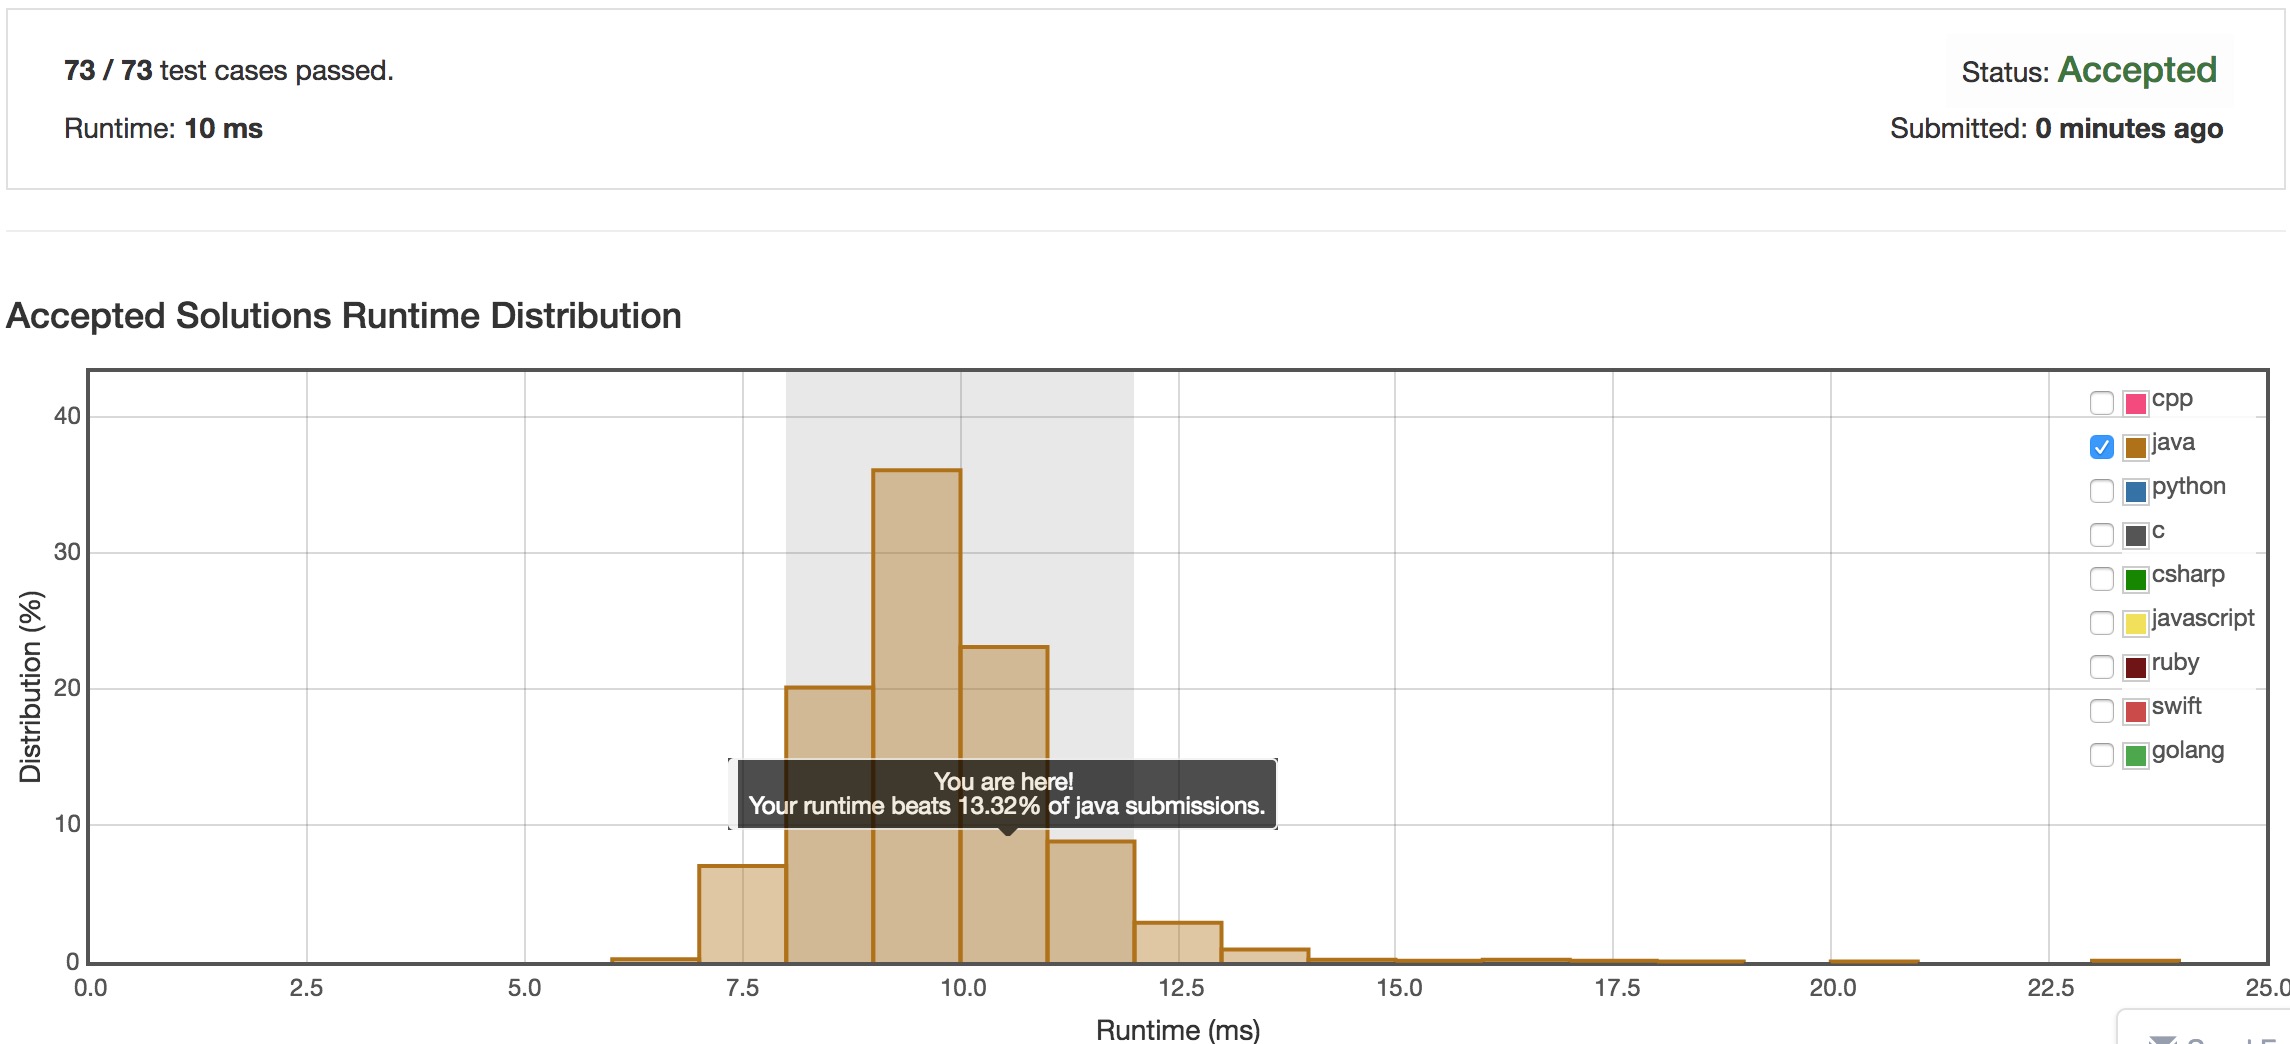 73 / 73 test cases passed.
Status: Accepted
Runtime: 10 ms
Submitted: 0 minutes ago
Accepted Solutions Runtime Distribution
40
30
20
10
0
Distribution (%)
0.0 2.5 5.0 7.5 10.0 12.5 15.0 17.5 20.0 22.5 25.0
Runtime (ms)
You are here!
Your runtime beats 13.32% of java submissions.
cpp
java
python
c
csharp
javascript
ruby
swift
golang